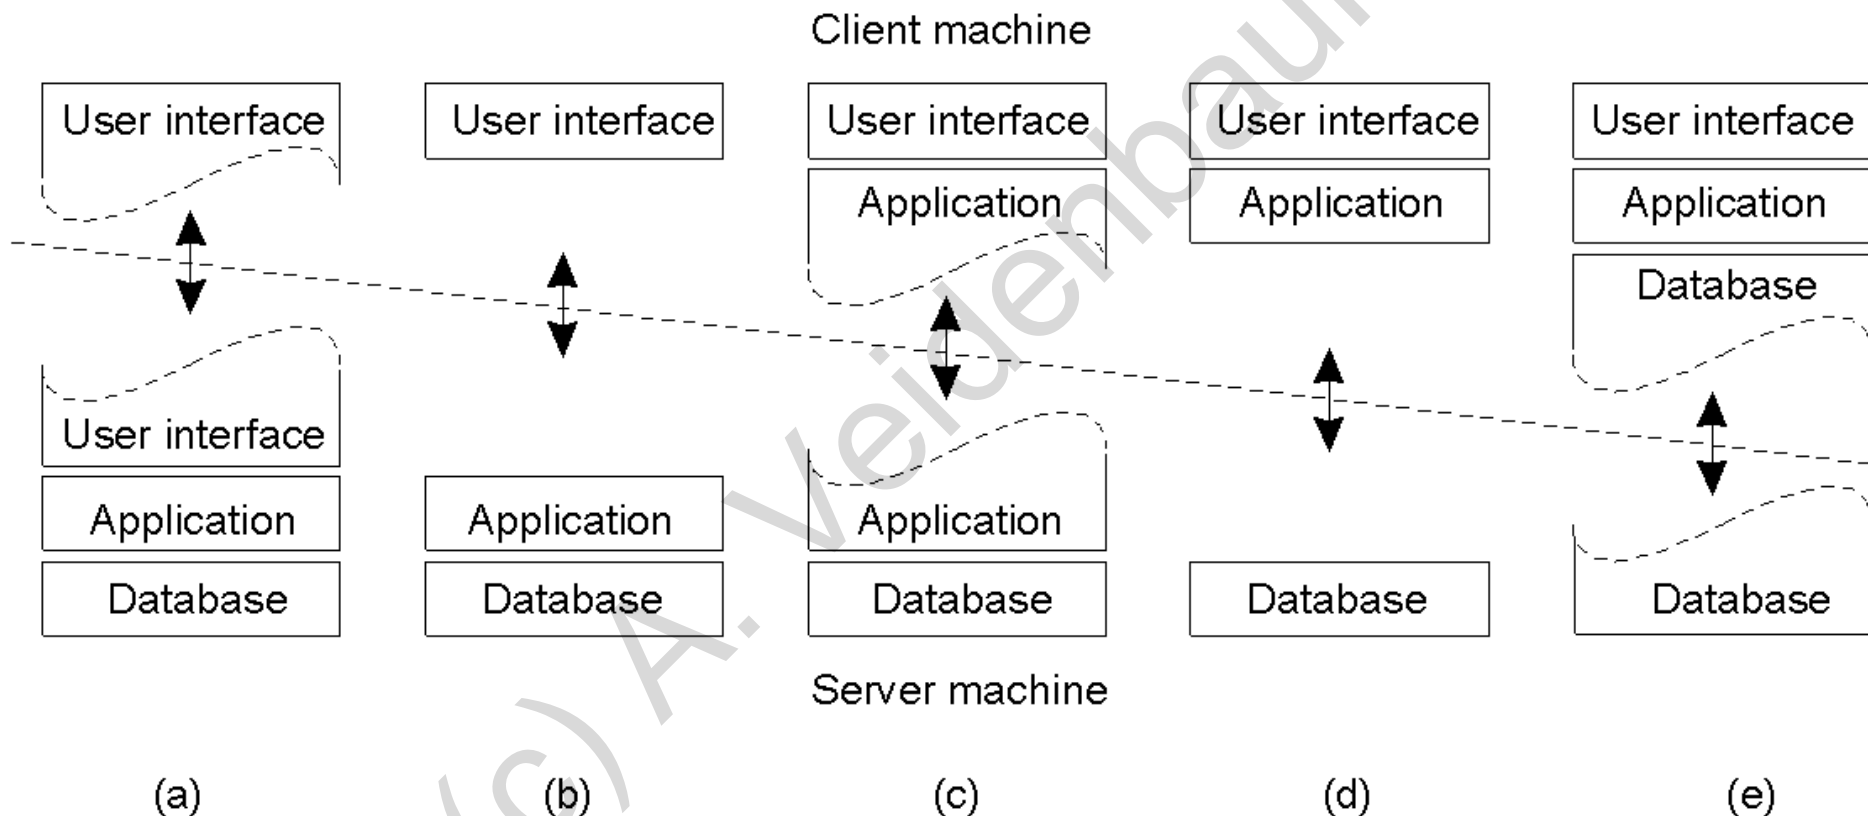 Client machine
User interface User interface User interface User interface User interface
Application Application Application
Database
User interface
Application Application Application
Database Database Database Database Database
Server machine
(a) (b) (c) (d) (e)
(c) A. Veidenbaum